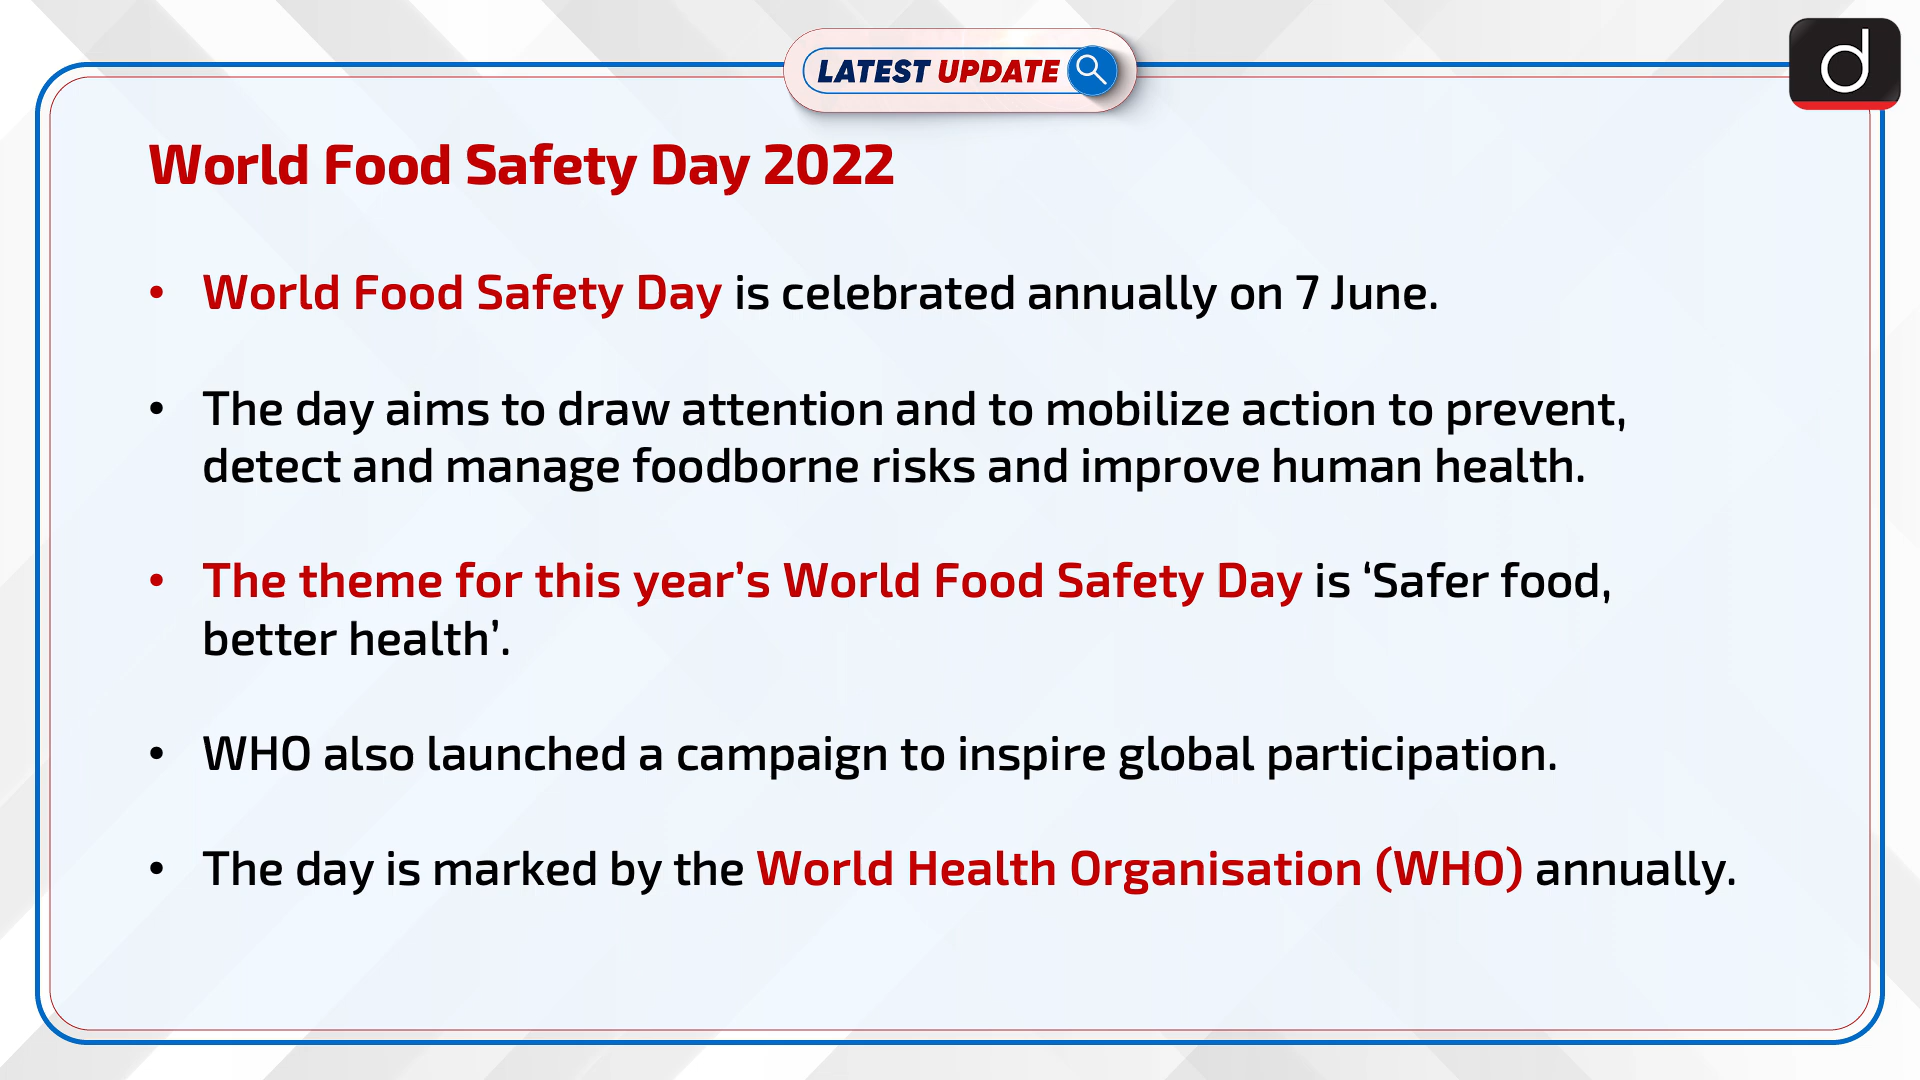 LATEST UPDATE
d
World Food Safety Day 2022
• World Food Safety Day is celebrated annually on 7 June.
• The day aims to draw attention and to mobilize action to prevent,
detect and manage foodborne risks and improve human health.
• The theme for this year’s World Food Safety Day is ‘Safer food,
better health’.
• WHO also launched a campaign to inspire global participation.
• The day is marked by the World Health Organisation (WHO) annually.